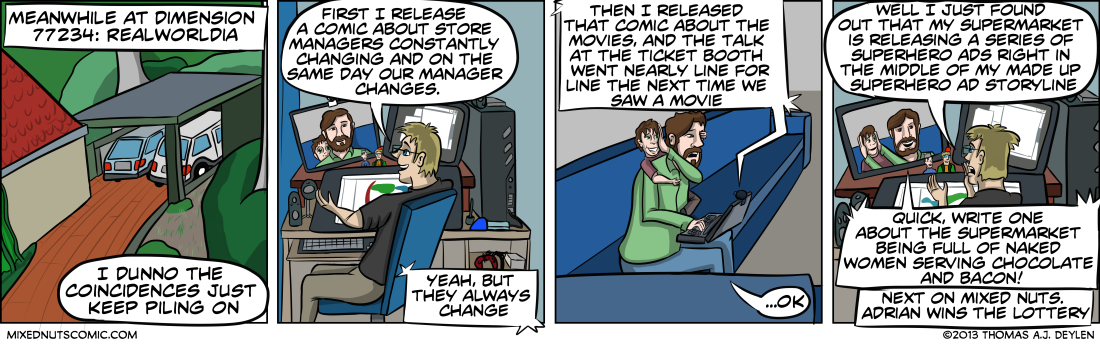 MEANWHILE AT DIMENSION
77234: REALWORLDIA
I DUNNO THE
COINCIDENCES JUST
KEEP PILING ON
FIRST I RELEASE
A COMIC ABOUT STORE
MANAGERS CONSTANTLY
CHANGING AND ON THE
SAME DAY OUR MANAGER
CHANGES.
YEAH, BUT
THEY ALWAYS
CHANGE
THEN I RELEASED
THAT COMIC ABOUT THE
MOVIES, AND THE TALK
AT THE TICKET BOOTH
WENT NEARLY LINE FOR
LINE THE NEXT TIME WE
SAW A MOVIE
...OK
WELL I JUST FOUND
OUT THAT MY SUPERMARKET
IS RELEASING A SERIES OF
SUPERHERO ADS RIGHT IN
THE MIDDLE OF MY MADE UP
SUPERHERO AD STORYLINE
QUICK, WRITE ONE
ABOUT THE SUPERMARKET
BEING FULL OF NAKED
WOMEN SERVING CHOCOLATE
AND BACON!
NEXT ON MIXED NUTS.
ADRIAN WINS THE LOTTERY
MIXEDNUTSCOMIC.COM
©2013 THOMAS A.J. DEYLEN